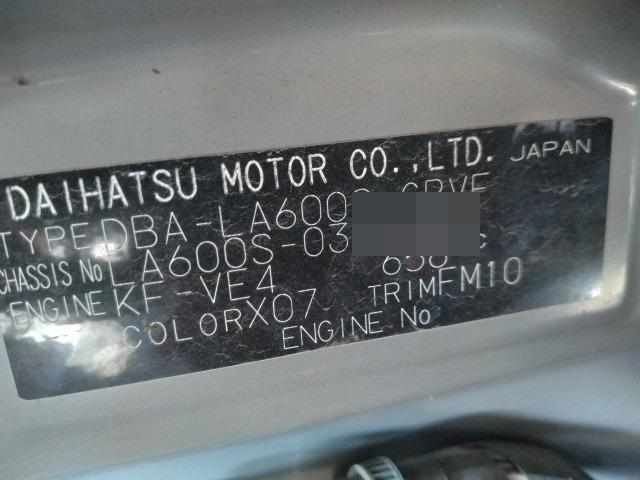 DAIHATSU MOTOR CO.,LTD. JAPAN
TYPE DBA-LA600
CHASSIS No LA600S-03
ENGINE KF-VE4
COLOR X07 TRIM FM10
ENGINE No